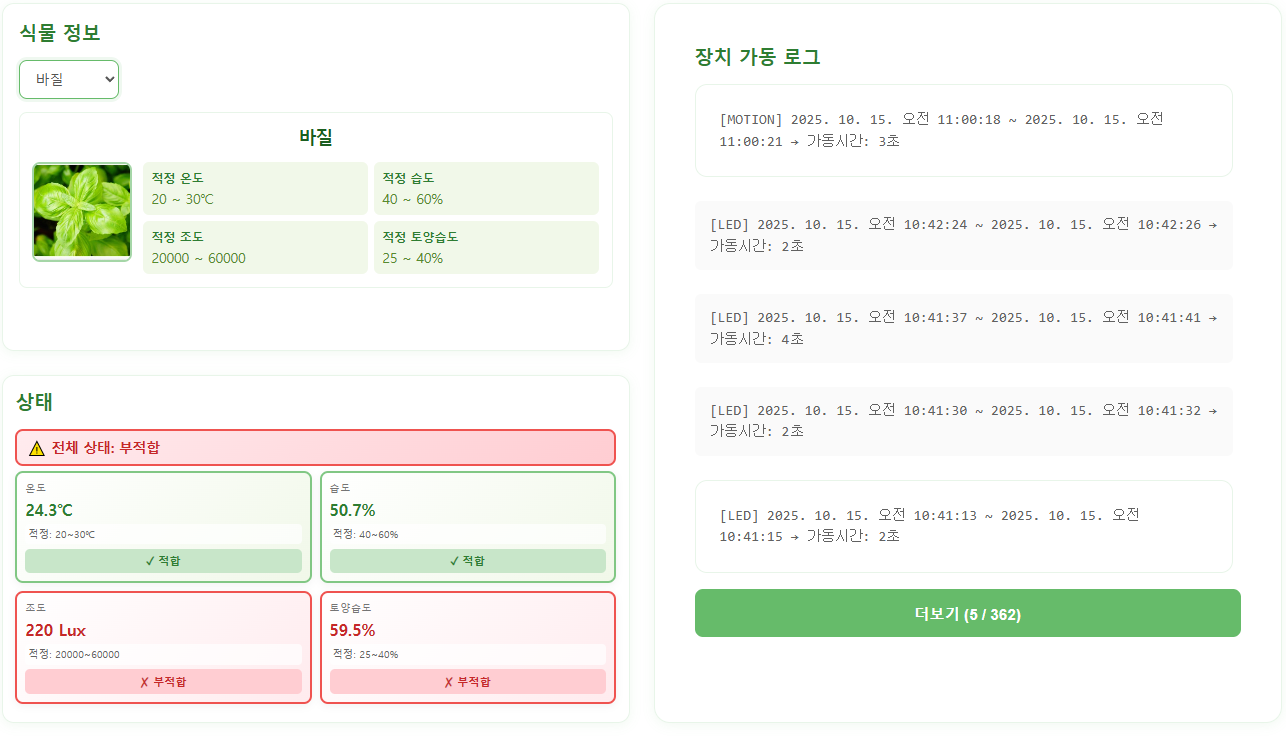 식물 정보
바질
바질
적정 온도
20 ~ 30℃
적정 습도
40 ~ 60%
적정 조도
20000 ~ 60000
적정 토양습도
25 ~ 40%
상태
⚠ 전체 상태: 부적합
온도
24.3℃
적정: 20~30℃
✓ 적합
습도
50.7%
적정: 40~60%
✓ 적합
조도
220 Lux
적정: 20000~60000
✗ 부적합
토양습도
59.5%
적정: 25~40%
✗ 부적합
장치 가동 로그
[MOTION] 2025. 10. 15. 오전 11:00:18 ~ 2025. 10. 15. 오전
11:00:21 → 가동시간: 3초
[LED] 2025. 10. 15. 오전 10:42:24 ~ 2025. 10. 15. 오전 10:42:26 →
가동시간: 2초
[LED] 2025. 10. 15. 오전 10:41:37 ~ 2025. 10. 15. 오전 10:41:41 →
가동시간: 4초
[LED] 2025. 10. 15. 오전 10:41:30 ~ 2025. 10. 15. 오전 10:41:32 →
가동시간: 2초
[LED] 2025. 10. 15. 오전 10:41:13 ~ 2025. 10. 15. 오전
10:41:15 → 가동시간: 2초
더보기 (5 / 362)